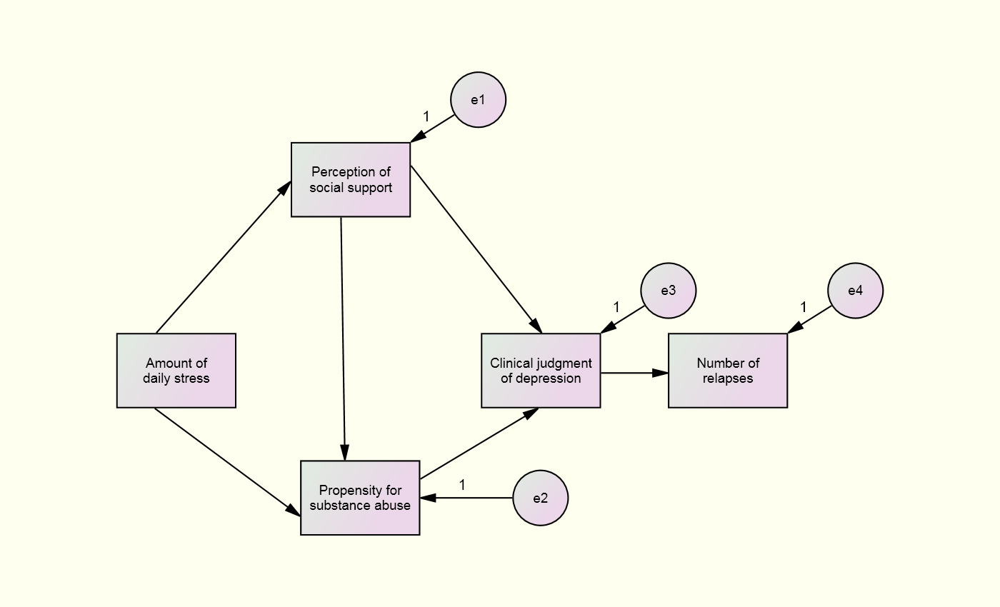 e1
1
Perception of
social support
e3
e4
1
1
Amount of
daily stress
Clinical judgment
of depression
Number of
relapses
Propensity for
substance abuse
1
e2